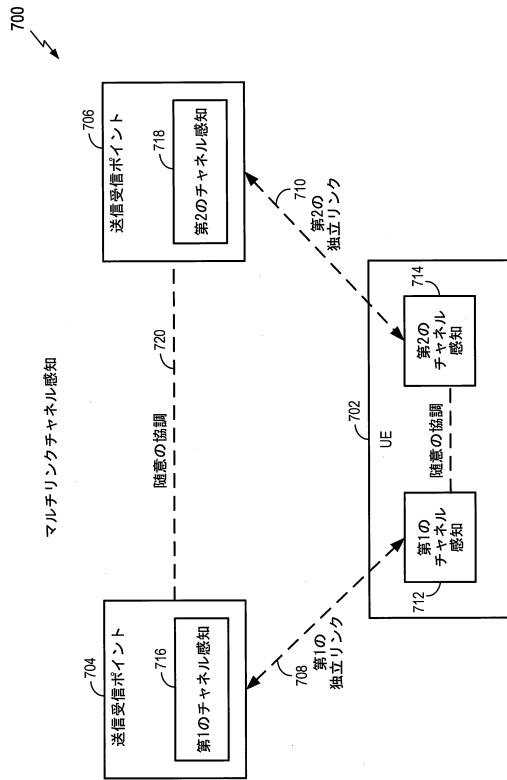 700
マルチリンクチャネル感知
704
送信受信ポイント
716
第1のチャネル感知
随意の協調
720
706
送信受信ポイント
718
第2のチャネル感知
708
第1の
独立リンク
710
第2の
独立リンク
702
UE
712
第1の
チャネル
感知
随意の協調
714
第2の
チャネル
感知